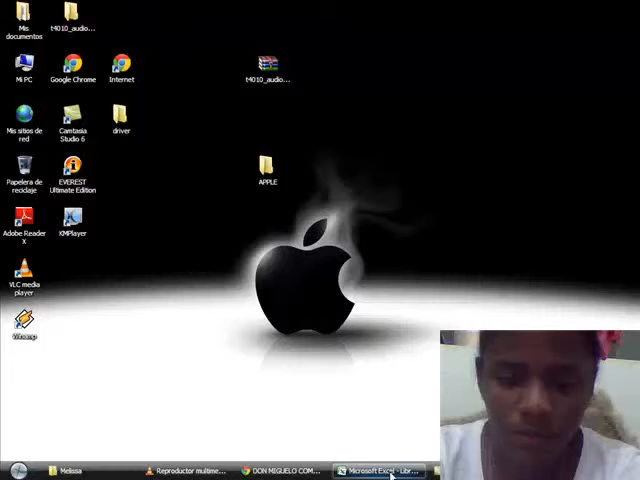 Mis
documentos
t4010_audio...
Mi PC
Google Chrome
Internet
t4010_audio...
Mis sitios de
red
Camtasia
Studio 6
driver
Papelera de
reciclaje
EVEREST
Ultimate Edition
APPLE
Adobe Reader
X
KMPlayer
VLC media
player
Winamp
Melissa
Reproductor multime...
DON MIGUELO COM...
Microsoft Excel - Libr...